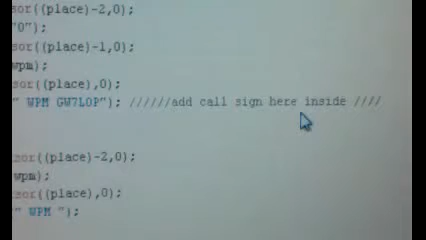 sor((place)-2,0);
"0");
sor((place)-1,0);
wpm);
sor((place),0);
" WPM GW7LOP"); //////add call sign here inside ////
sor((place)-2,0);
wpm);
sor((place),0);
" WPM ");